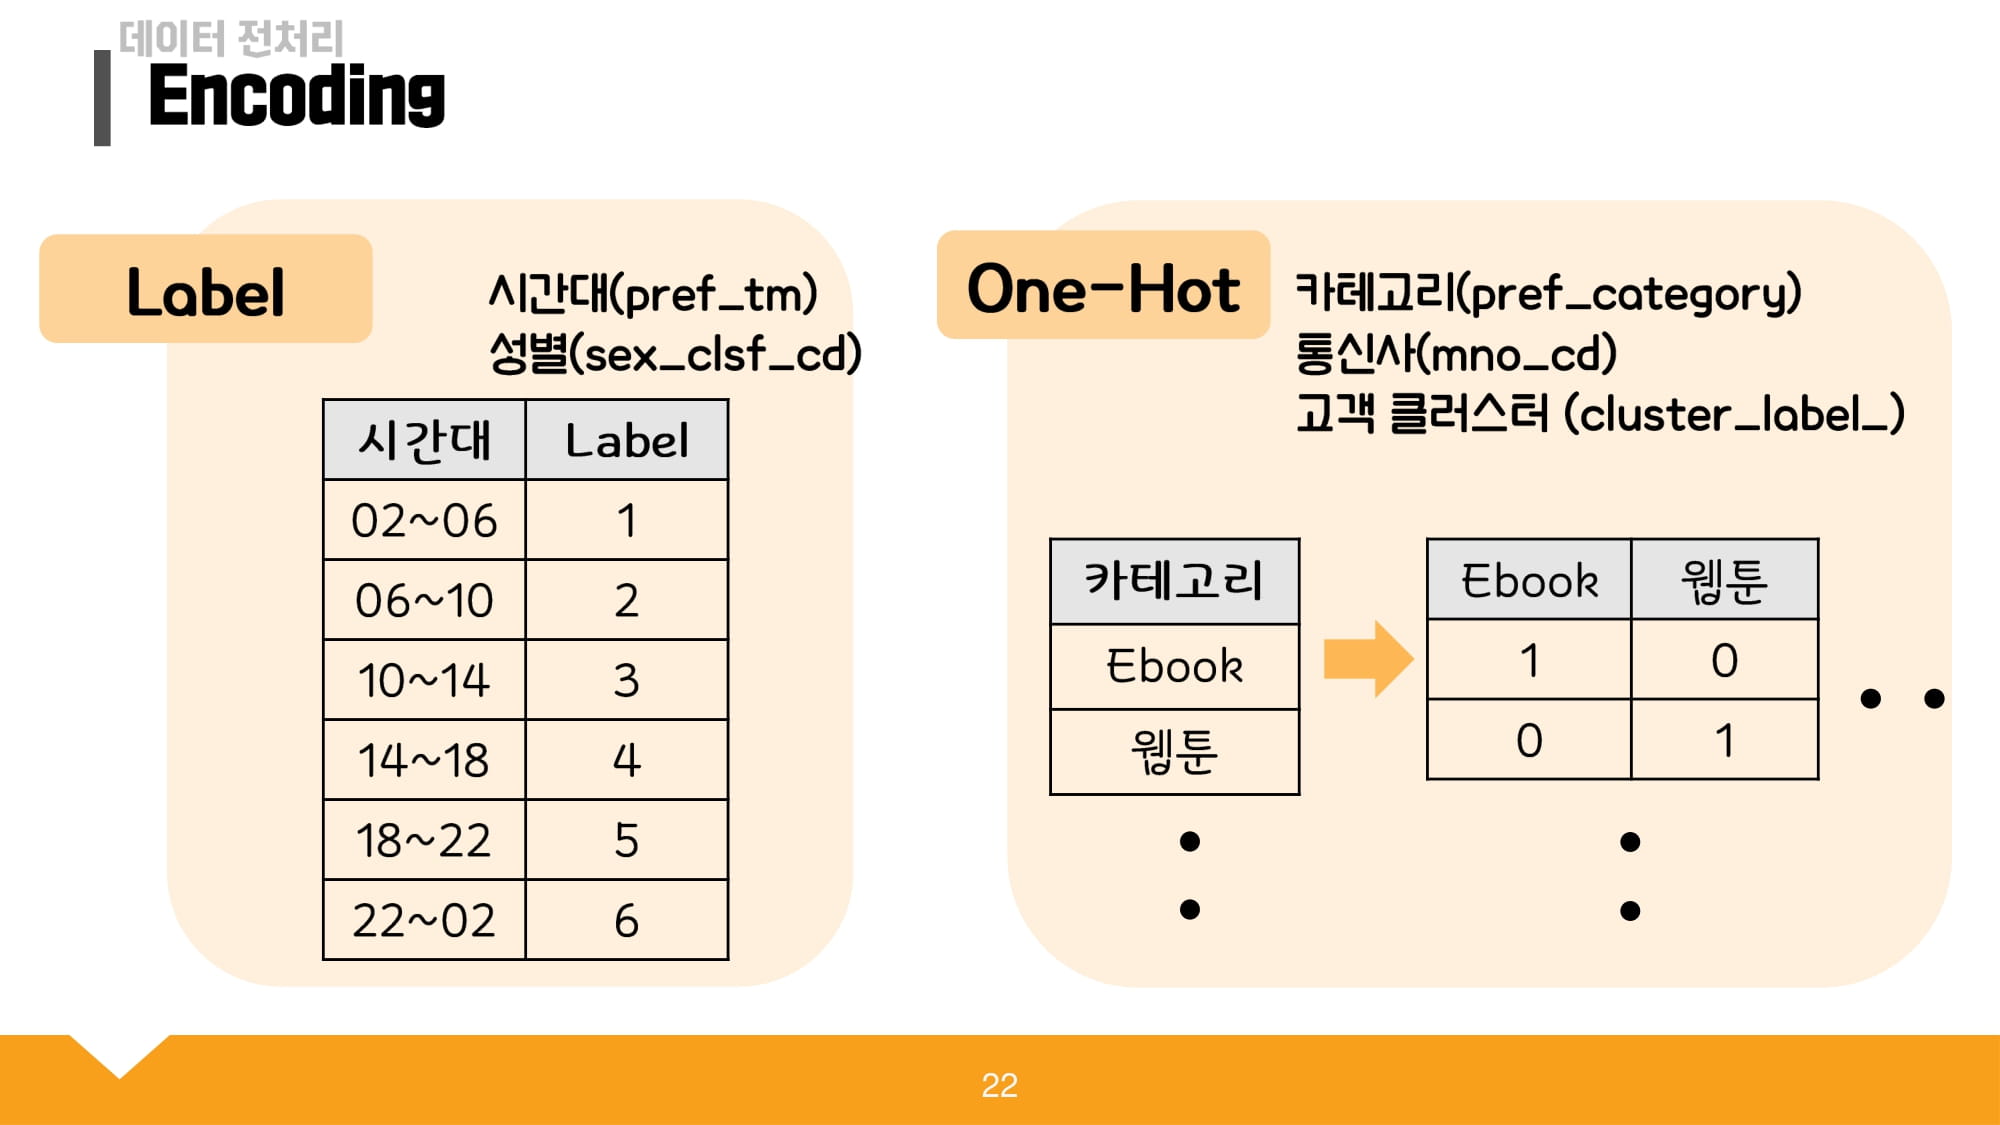 데이터 전처리
Encoding
Label
시간대(pref_tm)
성별(sex_clsf_cd)
시간대 Label
02~06 1
06~10 2
10~14 3
14~18 4
18~22 5
22~02 6
One-Hot
카테고리(pref_category)
통신사(mno_cd)
고객 클러스터 (cluster_label_)
카테고리
Ebook
웹툰
Ebook 웹툰
1 0
0 1
22